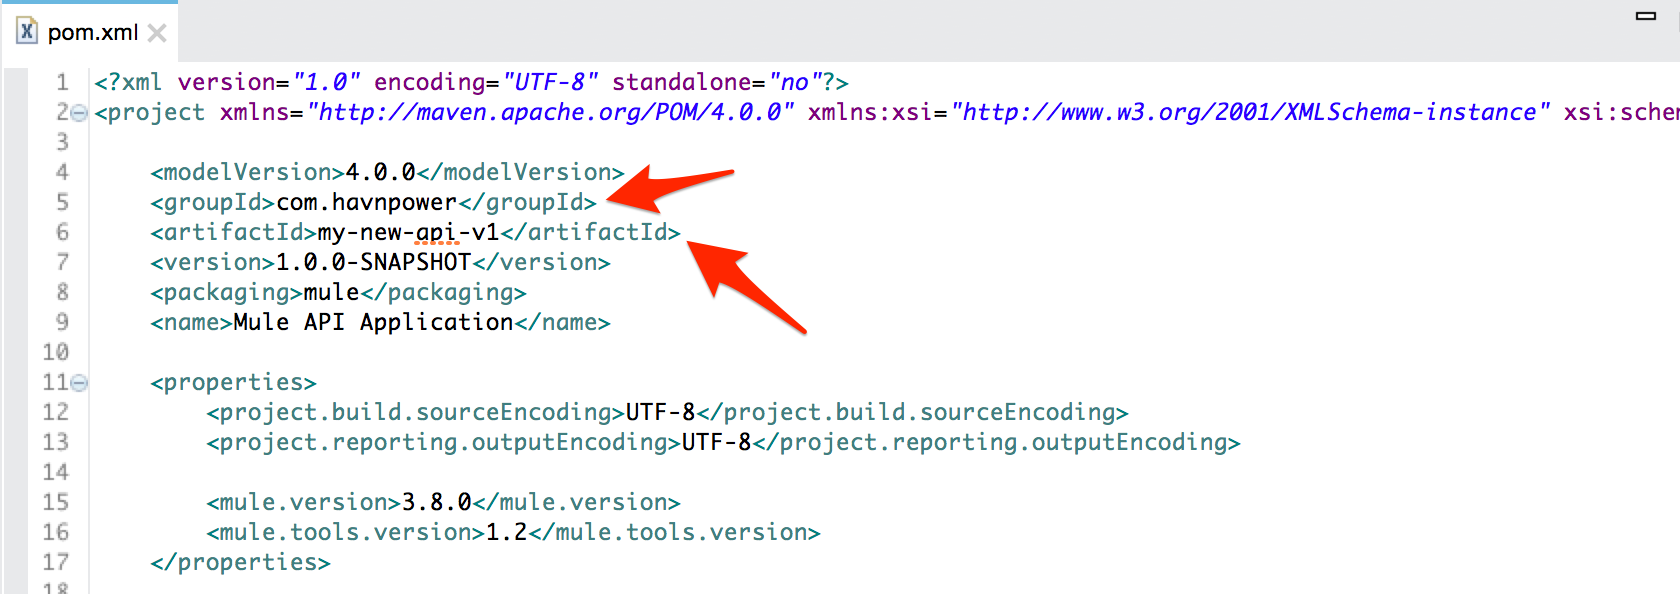 pom.xml
1 <?xml version="1.0" encoding="UTF-8" standalone="no"?>
2 <project xmlns="http://maven.apache.org/POM/4.0.0" xmlns:xsi="http://www.w3.org/2001/XMLSchema-instance" xsi:schem
3
4 <modelVersion>4.0.0</modelVersion>
5 <groupId>com.havnpower</groupId>
6 <artifactId>my-new-api-v1</artifactId>
7 <version>1.0.0-SNAPSHOT</version>
8 <packaging>mule</packaging>
9 <name>Mule API Application</name>
10
11 <properties>
12 <project.build.sourceEncoding>UTF-8</project.build.sourceEncoding>
13 <project.reporting.outputEncoding>UTF-8</project.reporting.outputEncoding>
14
15 <mule.version>3.8.0</mule.version>
16 <mule.tools.version>1.2</mule.tools.version>
17 </properties>
18